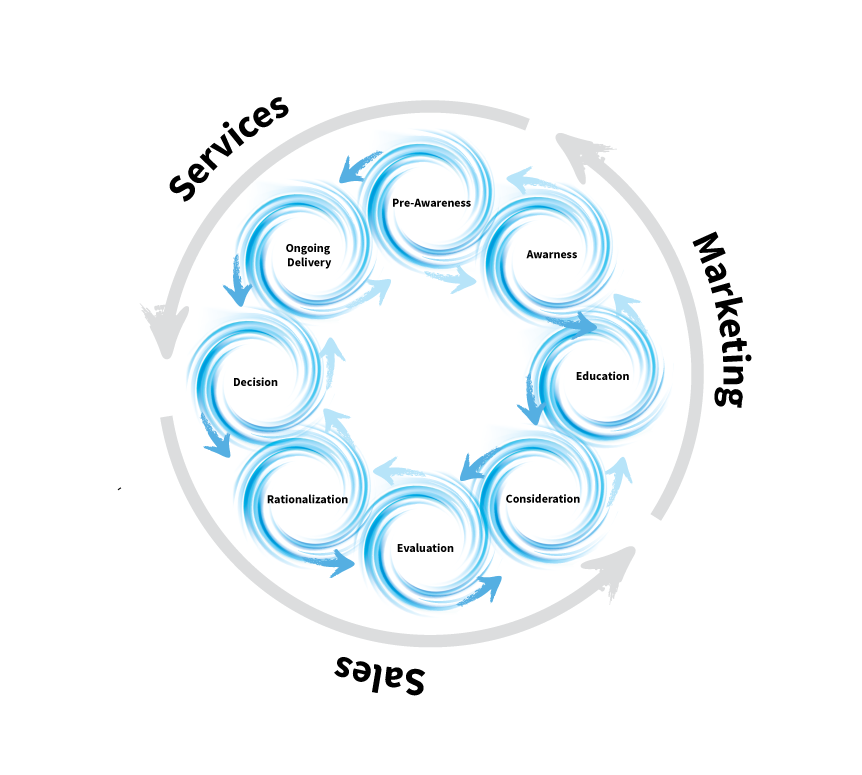 Services
Pre-Awareness
Awarness
Ongoing
Delivery
Marketing
Education
Decision
Consideration
Rationalization
Evaluation
Sales